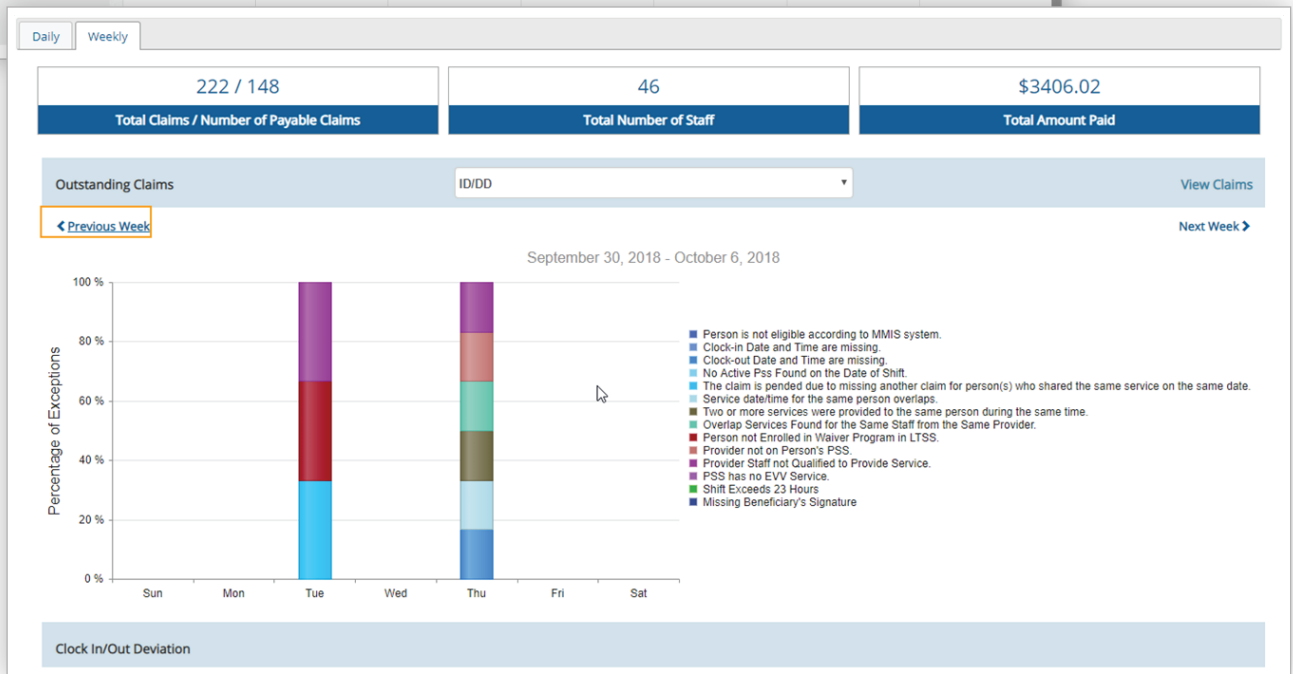 Daily Weekly
222 / 148 46 $3406.02
Total Claims / Number of Payable Claims Total Number of Staff Total Amount Paid
Outstanding Claims ID/DD View Claims
Previous Week Next Week
September 30, 2018 - October 6, 2018
Percentage of Exceptions
100 %
80 %
60 %
40 %
20 %
0 %
Sun Mon Tue Wed Thu Fri Sat
Person is not eligible according to MMIS system.
Clock-in Date and Time are missing.
Clock-out Date and Time are missing.
No Active Pss Found on the Date of Shift.
The claim is pended due to missing another claim for person(s) who shared the same service on the same date.
Service date/time for the same person overlaps.
Two or more services were provided to the same person during the same time.
Overlap Services Found for the Same Staff from the Same Provider.
Person not Enrolled in Waiver Program in LTSS.
Provider not on Person's PSS.
Provider Staff not Qualified to Provide Service.
PSS has no EVV Service.
Shift Exceeds 23 Hours
Missing Beneficiary's Signature
Clock In/Out Deviation